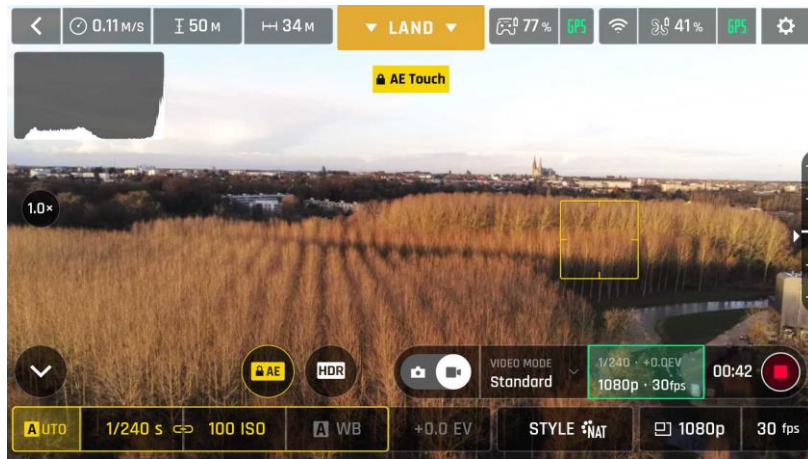 0.11 M/S 50 M 34 M LAND 77 % GPS 41 % GPS
AE Touch
1.0×
AE HDR
VIDEO MODE
Standard
1/240 · +0.0EV
1080p · 30fps
00:42
AUTO 1/240 s 100 ISO A WB +0.0 EV STYLE NAT 1080p 30 fps